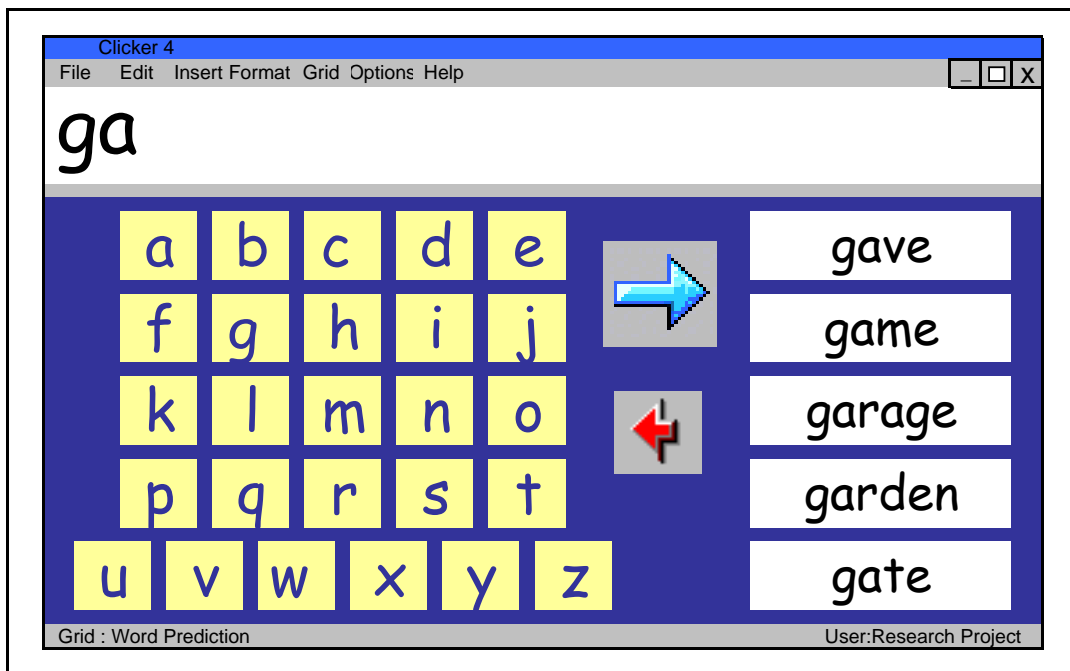 Clicker 4
File Edit Insert Format Grid Options Help _ X
ga
a b c d e gave
f g h i j game
k l m n o garage
p q r s t garden
u v w x y z gate
Grid : Word Prediction User:Research Project